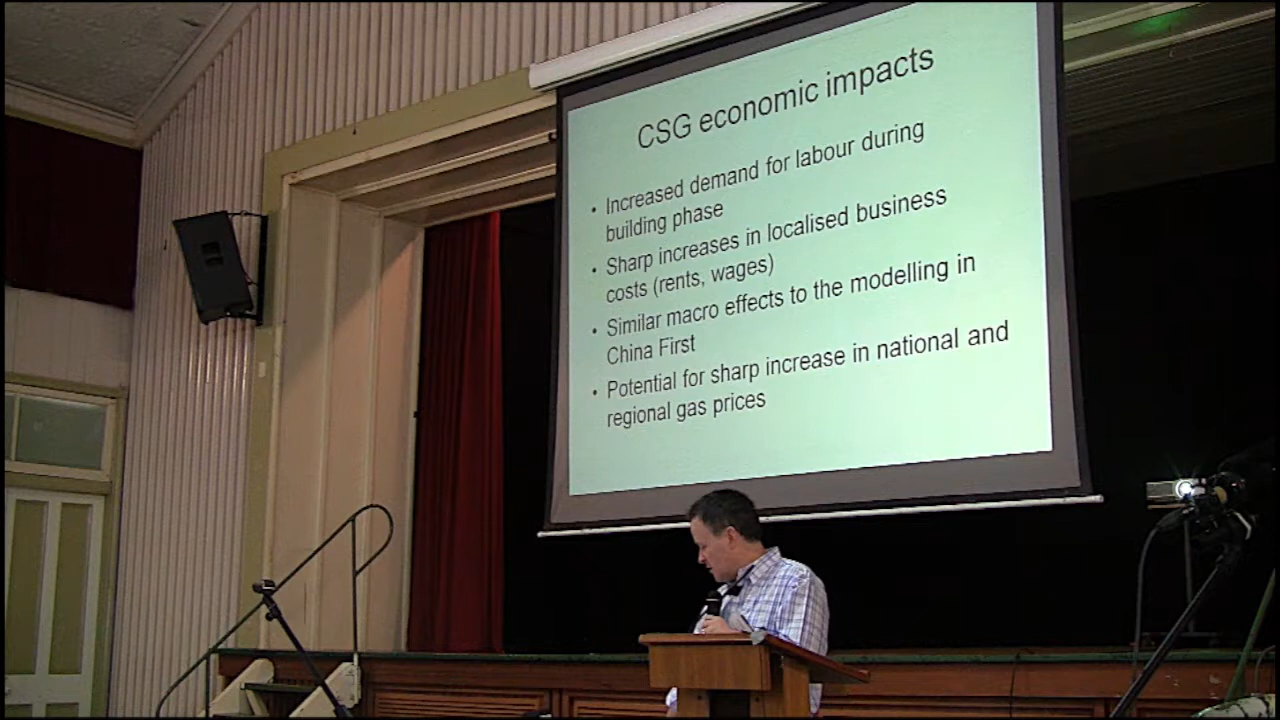 CSG economic impacts
• Increased demand for labour during
building phase
• Sharp increases in localised business
costs (rents, wages)
• Similar macro effects to the modelling in
China First
• Potential for sharp increase in national and
regional gas prices